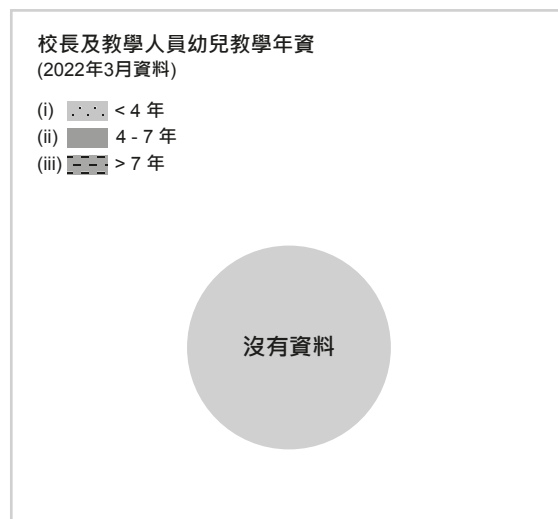 校長及教學人員幼兒教學年資
(2022年3月資料)
(i) < 4 年
(ii) 4 - 7 年
(iii) > 7 年
沒有資料